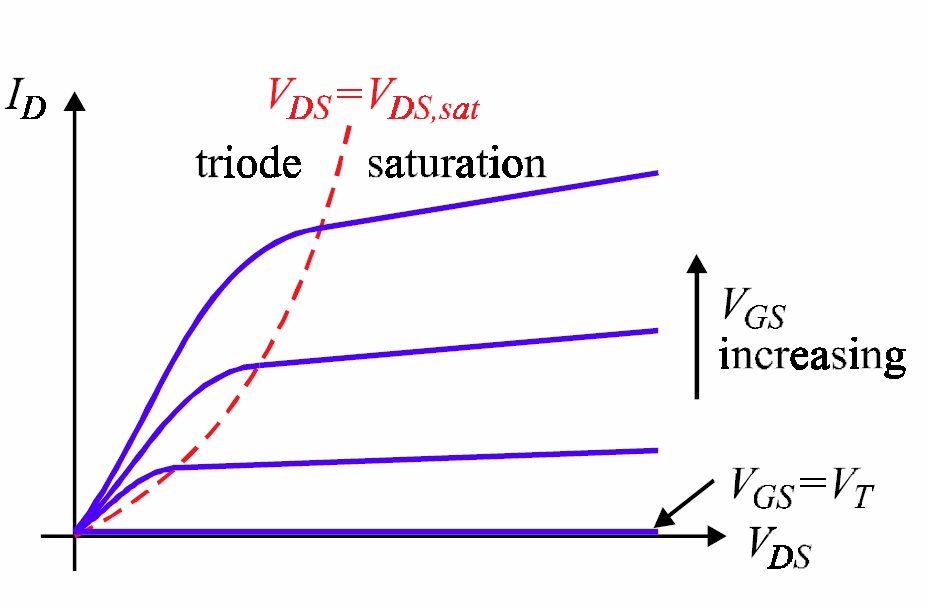 I_D
V_DS=V_DS,sat
triode
saturation
V_GS
increasing
V_GS=V_T
V_DS